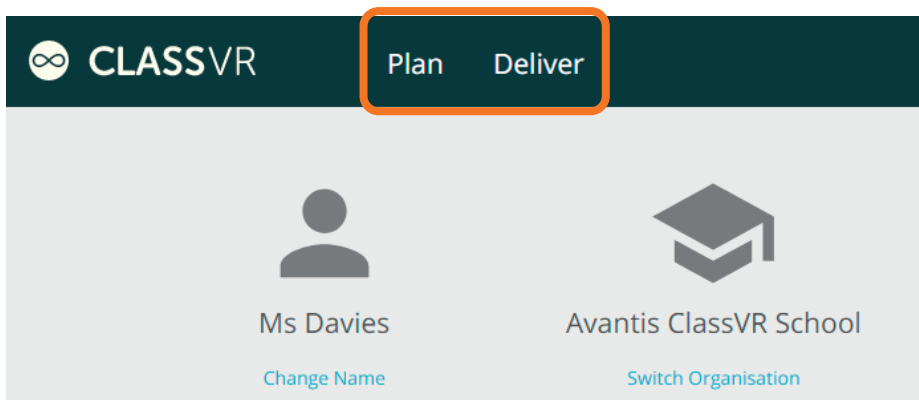 CLASSVR Plan Deliver
Ms Davies Avantis ClassVR School
Change Name Switch Organisation